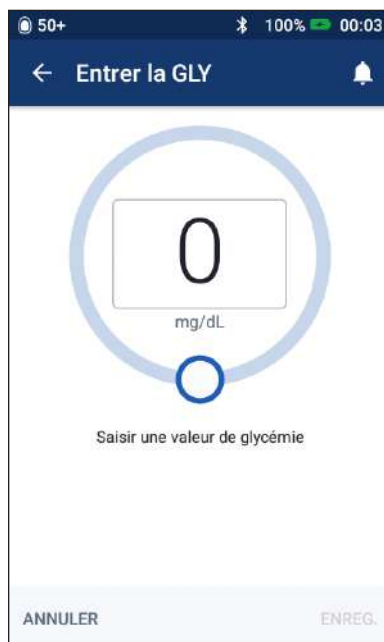 50+ 100% 00:03
Entrer la GLY
0
mg/dL
Saisir une valeur de glycémie
ANNULER ENREG.